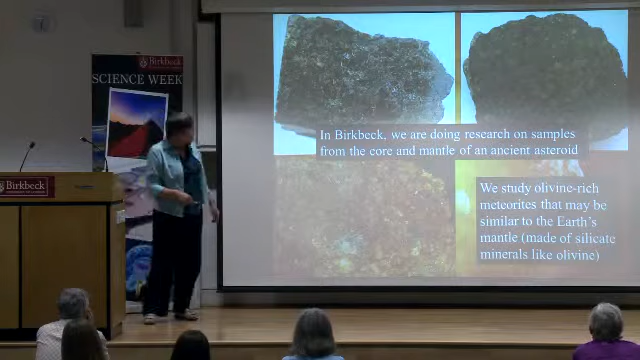 Birkbeck
SCIENCE WEEK
Birkbeck
In Birkbeck, we are doing research on samples
from the core and mantle of an ancient asteroid
We study olivine-rich
meteorites that may be
similar to the Earth's
mantle (made of silicate
minerals like olivine)